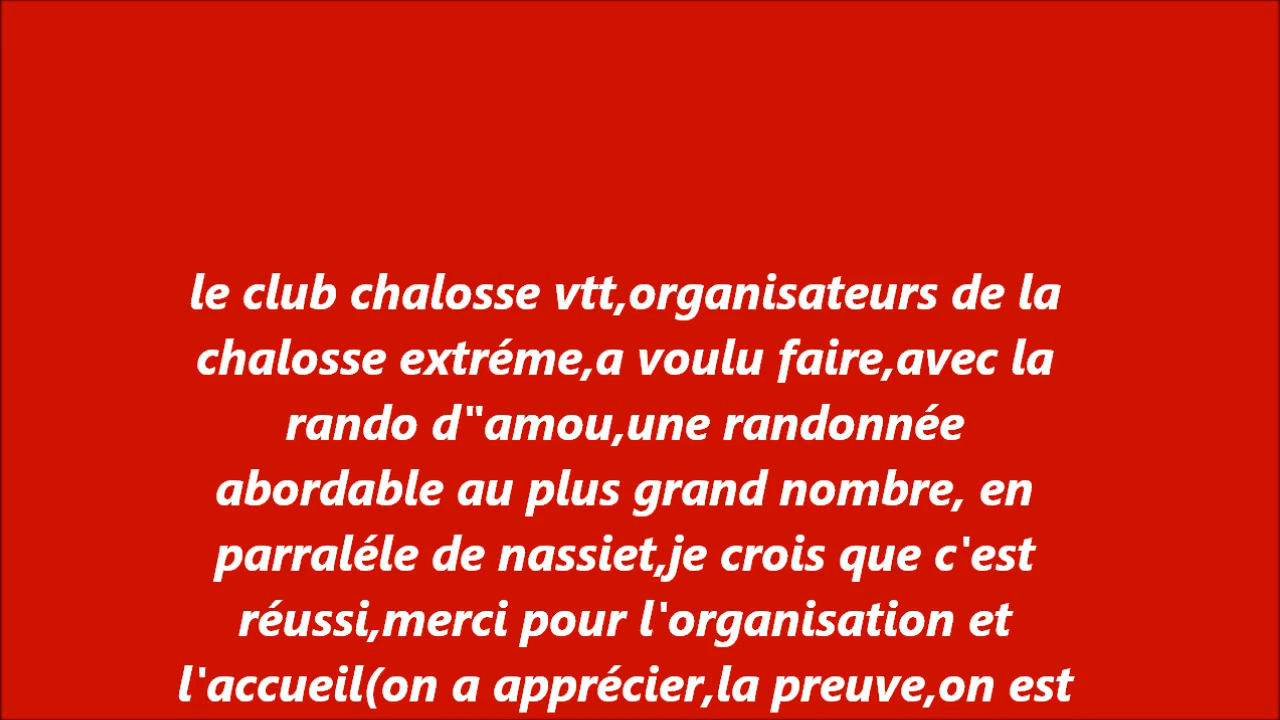 le club chalosse vtt,organisateurs de la
chalosse extréme,a voulu faire,avec la
rando d"amou,une randonnée
abordable au plus grand nombre, en
parraléle de nassiet,je crois que c'est
réussi,merci pour l'organisation et
l'accueil(on a apprécier,la preuve,on est